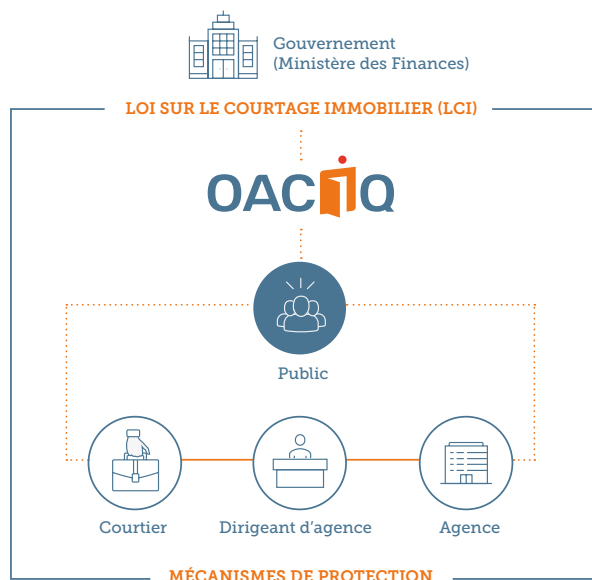 Gouvernement
(Ministère des Finances)
LOI SUR LE COURTAGE IMMOBILIER (LCI)
OACIQ
Public
Courtier Dirigeant d'agence Agence
MÉCANISMES DE PROTECTION